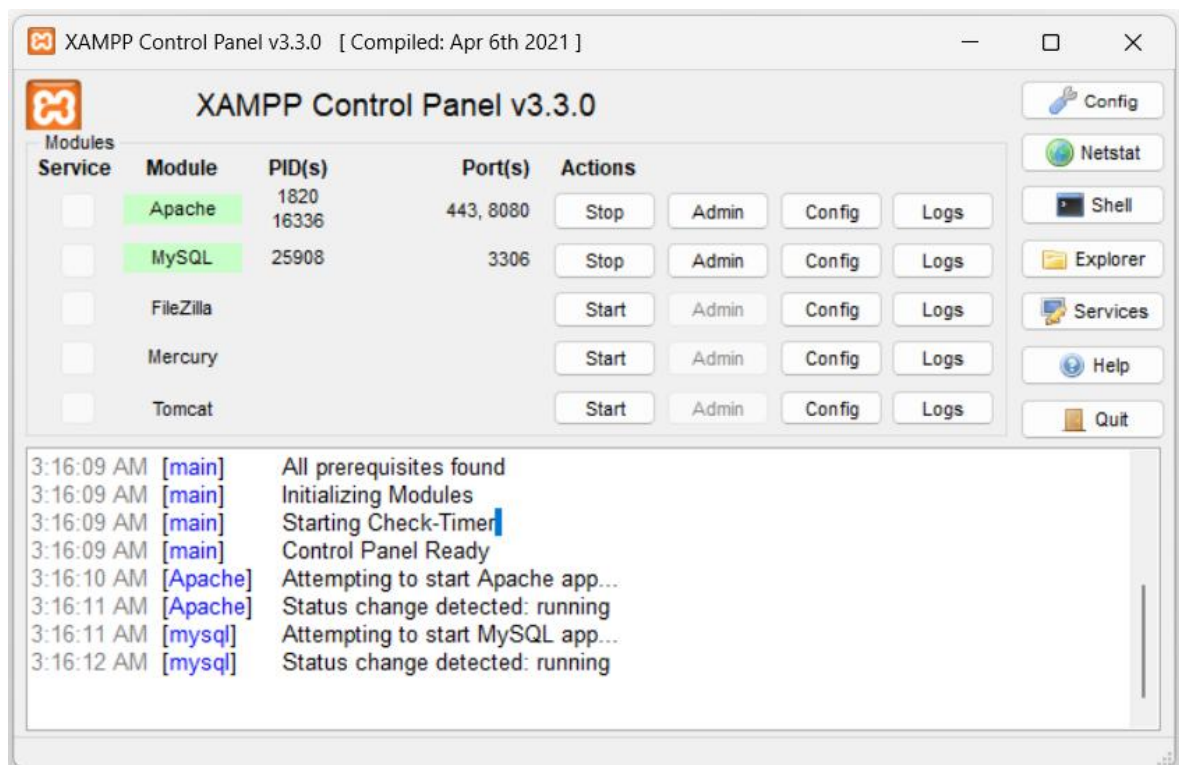 XAMPP Control Panel v3.3.0 [ Compiled: Apr 6th 2021 ]
XAMPP Control Panel v3.3.0
Config
Modules
Service Module PID(s) Port(s) Actions
Netstat
Apache 1820 16336 443, 8080 Stop Admin Config Logs
Shell
MySQL 25908 3306 Stop Admin Config Logs
Explorer
FileZilla Start Admin Config Logs
Services
Mercury Start Admin Config Logs
Help
Tomcat Start Admin Config Logs
Quit
3:16:09 AM [main] All prerequisites found
3:16:09 AM [main] Initializing Modules
3:16:09 AM [main] Starting Check-Timer
3:16:09 AM [main] Control Panel Ready
3:16:10 AM [Apache] Attempting to start Apache app...
3:16:11 AM [Apache] Status change detected: running
3:16:11 AM [mysql] Attempting to start MySQL app...
3:16:12 AM [mysql] Status change detected: running